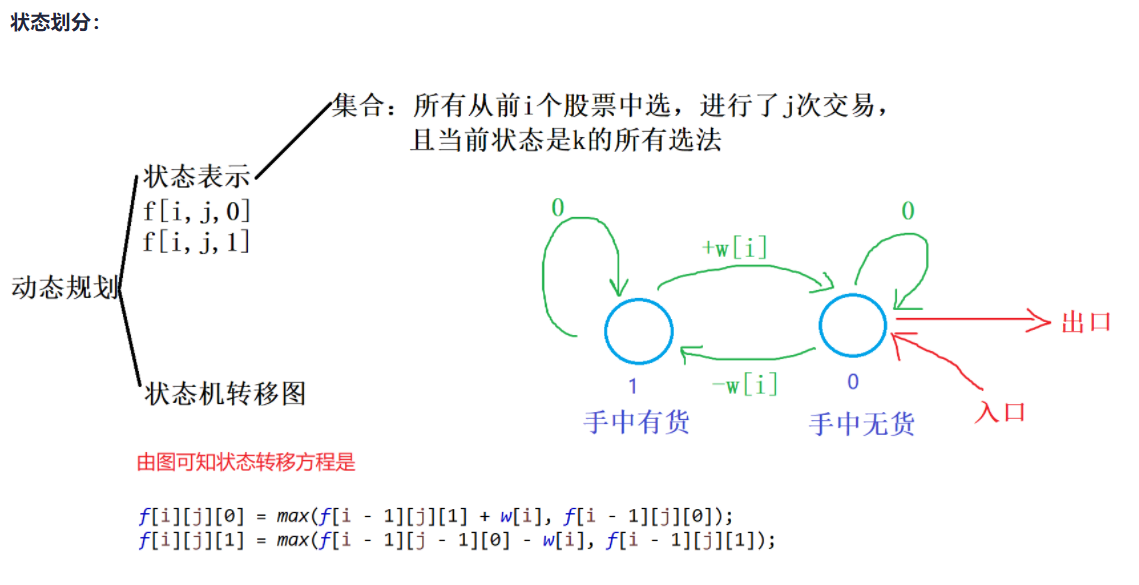 状态划分：
集合：所有从前i个股票中选，进行了j次交易，
且当前状态是k的所有选法
状态表示
f[i,j,0]
f[i,j,1]
动态规划
状态机转移图
0
0
+w[i]
-w[i]
出口
入口
1
0
手中有货
手中无货
由图可知状态转移方程是
f[i][j][0] = max(f[i - 1][j][1] + w[i], f[i - 1][j][0]);
f[i][j][1] = max(f[i - 1][j - 1][0] - w[i], f[i - 1][j][1]);